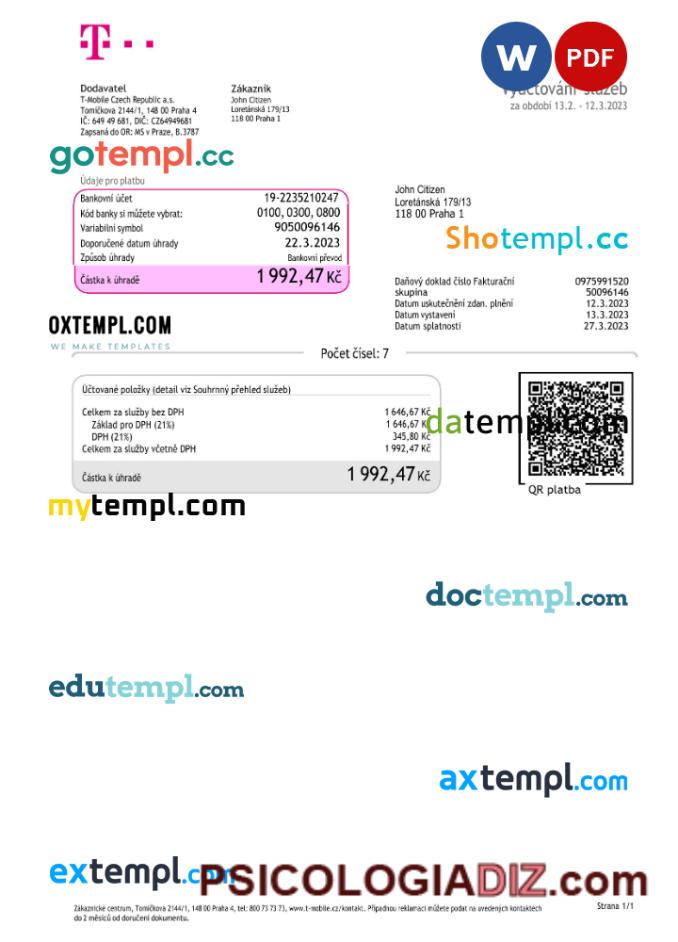 T
W
PDF
Vyúčtování služeb
za období 13.2. - 12.3.2023
Dodavatel
T-Mobile Czech Republic a.s.
Tomíčkova 2144/1, 148 00 Praha 4
IČ: 649 49 681, DIČ: CZ64949681
Zapsaná do OR: MS v Praze, B.3787
Zákazník
John Citizen
Loretánská 179/13
118 00 Praha 1
gotempl.cc
Údaje pro platbu
Bankovní účet 19-2235210247
Kód banky si můžete vybrat: 0100, 0300, 0800
Variabilní symbol 9050096146
Doporučené datum úhrady 22.3.2023
Způsob úhrady Bankovní převod
Částka k úhradě 1 992,47 Kč
John Citizen
Loretánská 179/13
118 00 Praha 1
Shotempl.cc
Daňový doklad číslo Fakturační 0975991520
skupina 50096146
Datum uskutečnění zdan. plnění 12.3.2023
Datum vystavení 13.3.2023
Datum splatnosti 27.3.2023
OXTEMPL.COM
WE MAKE TEMPLATES
Počet čísel: 7
Účtované položky (detail viz Souhrnný přehled služeb)
Celkem za služby bez DPH 1 646,67 Kč
Základ pro DPH (21%) 1 646,67 Kč
DPH (21%) 345,80 Kč
Celkem za služby včetně DPH 1 992,47 Kč
Částka k úhradě 1 992,47 Kč
datempl.com
QR platba
mytempl.com
doctempl.com
edutempl.com
axtempl.com
extempl.com
PSICOLOGIADIZ.com
Zákaznické centrum, Tomíčkova 2144/1, 148 00 Praha 4, tel: 800 73 73 73, www.t-mobile.cz/kontakt. Případnou reklamaci můžete podat na uvedených kontaktech
do 2 měsíců od doručení dokumentu.
Strana 1/1